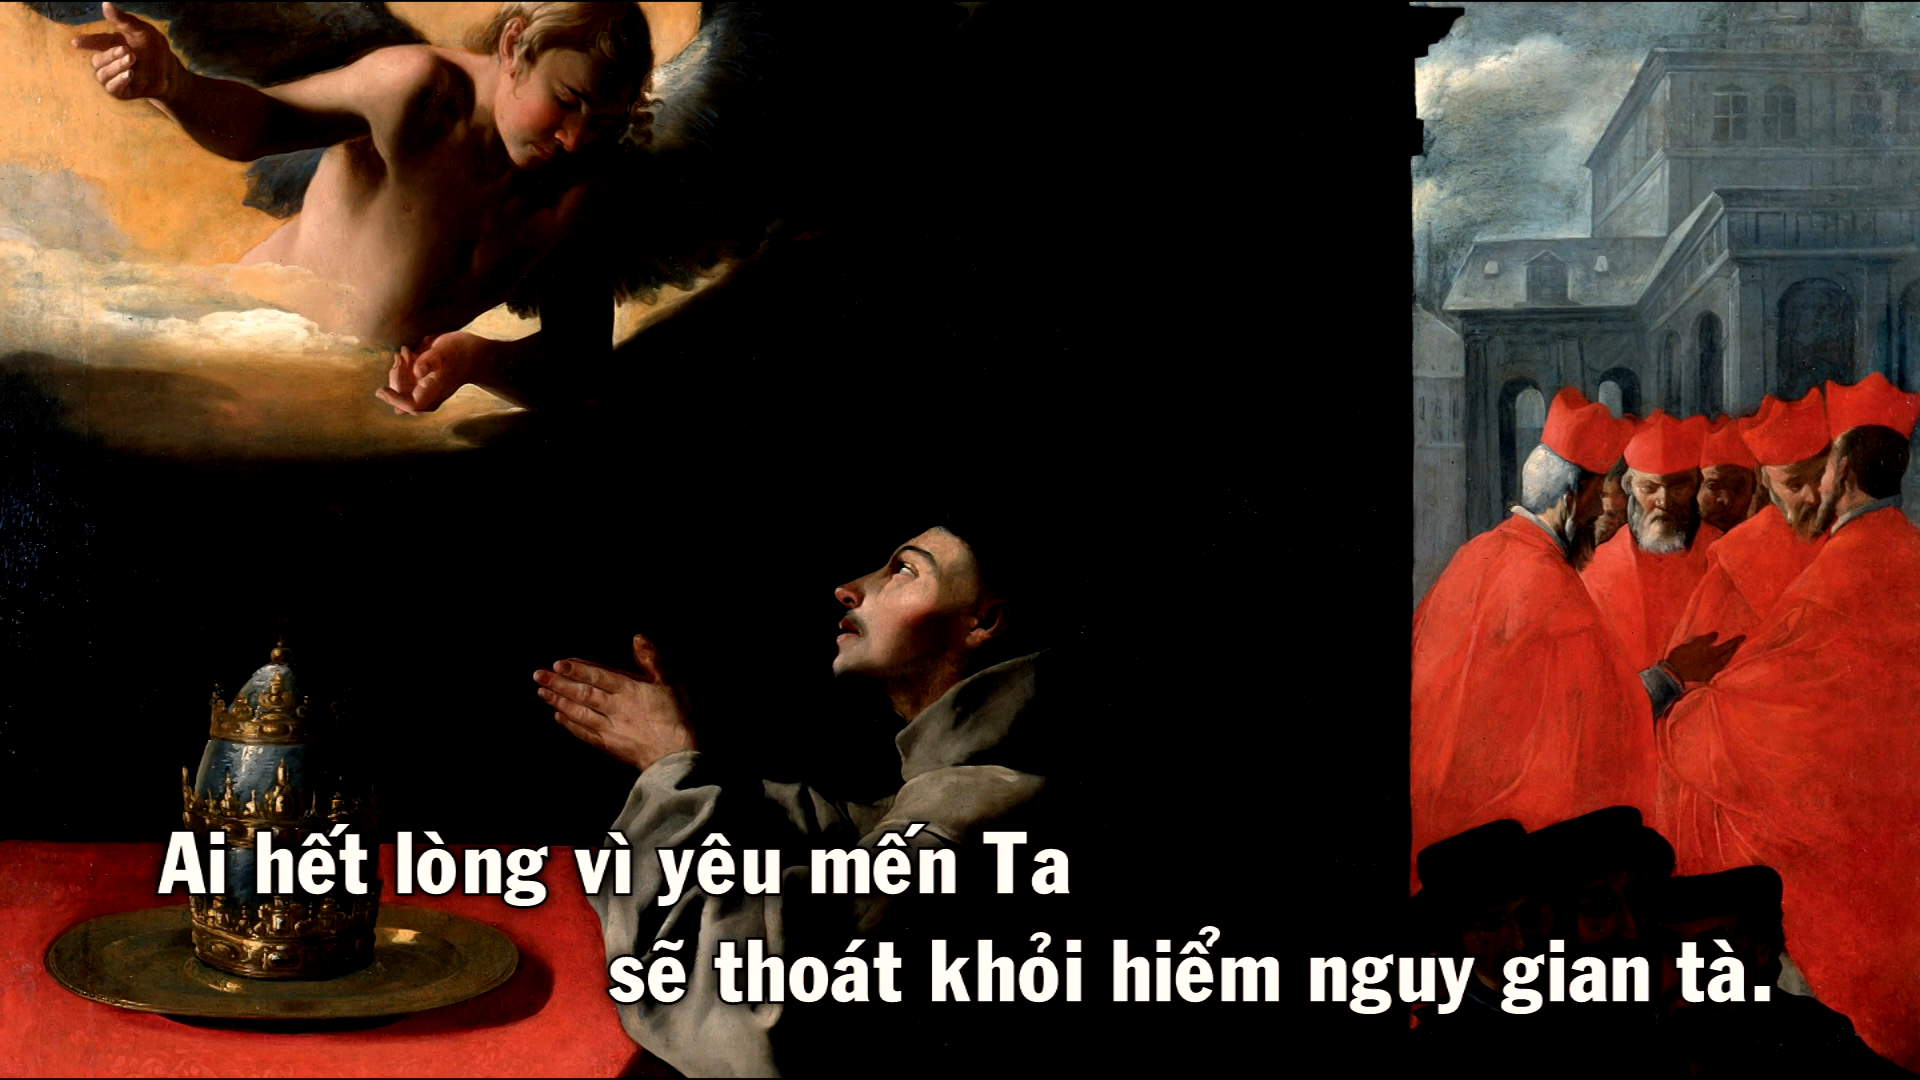 Ai hết lòng vì yêu mến Ta
sẽ thoát khỏi hiểm nguy gian tà.